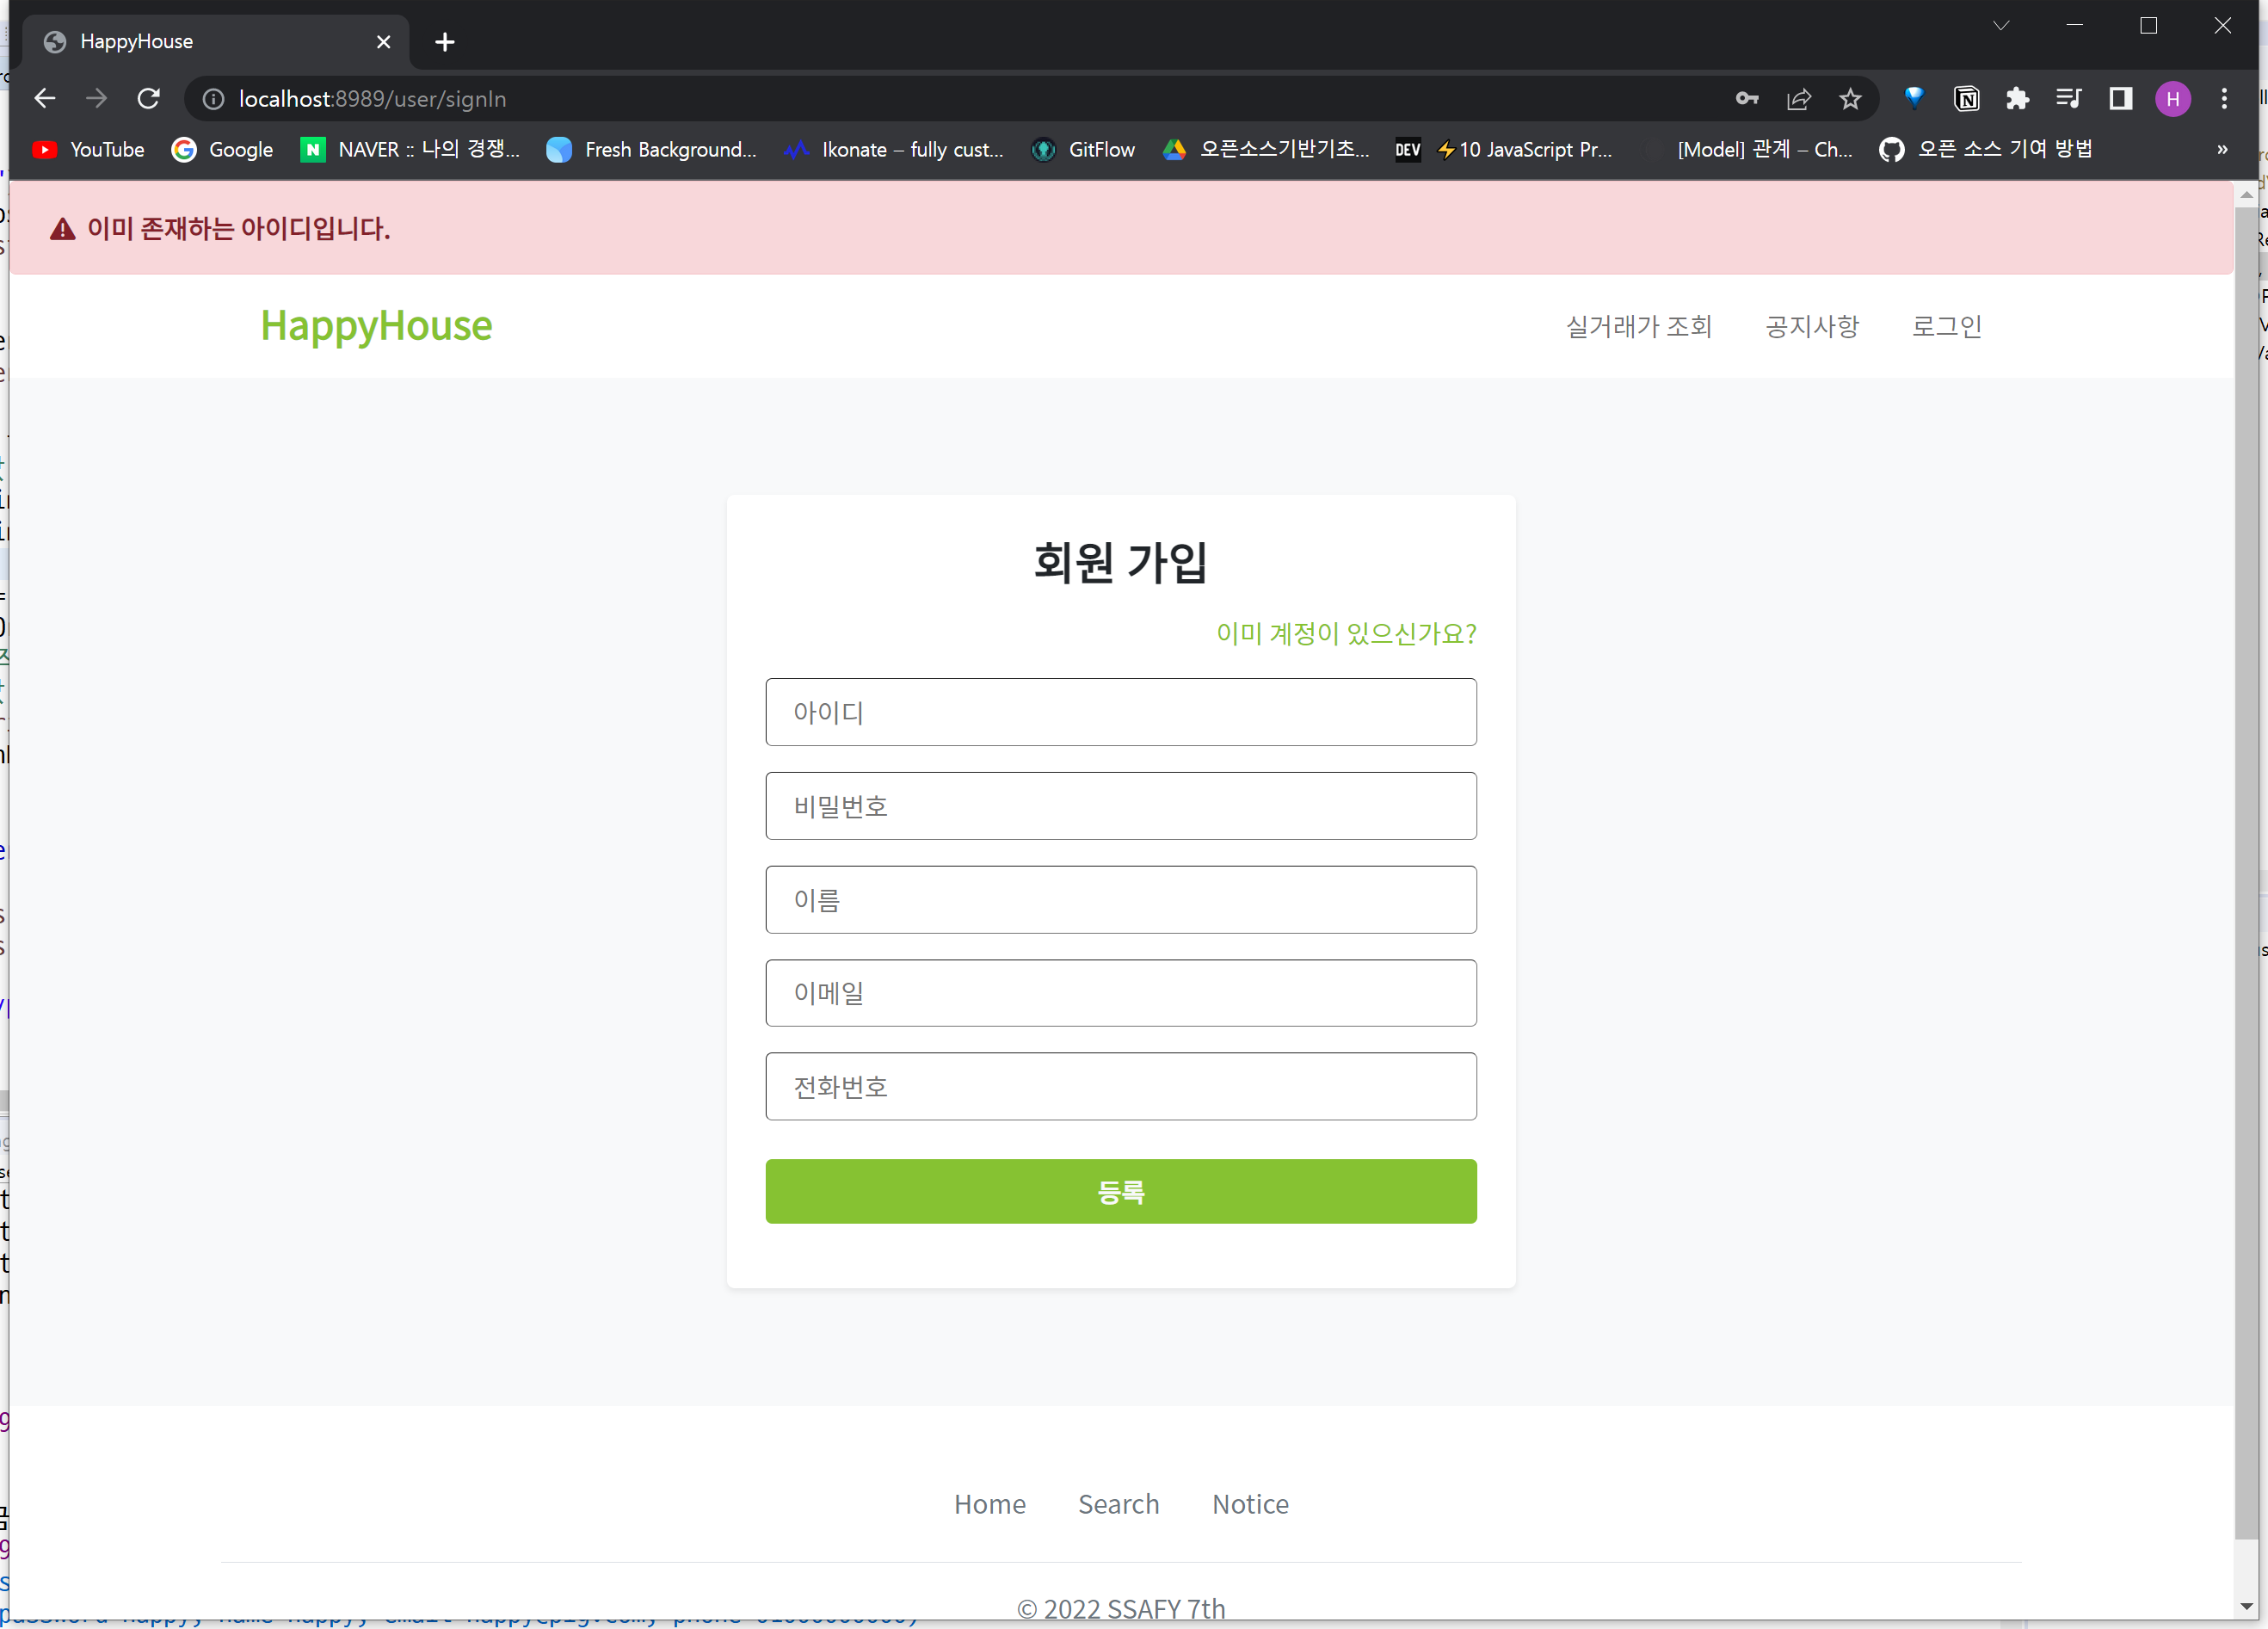 HappyHouse
localhost:8989/user/signIn
YouTube Google NAVER :: 나의 경쟁... Fresh Background... Ikonate – fully cust... GitFlow 오픈소스기반기초... DEV ⚡10 JavaScript Pr... [Model] 관계 – Ch... 오픈 소스 기여 방법 »
이미 존재하는 아이디입니다.
HappyHouse 실거래가 조회 공지사항 로그인
회원 가입
이미 계정이 있으신가요?
아이디
비밀번호
이름
이메일
전화번호
등록
Home Search Notice
© 2022 SSAFY 7th